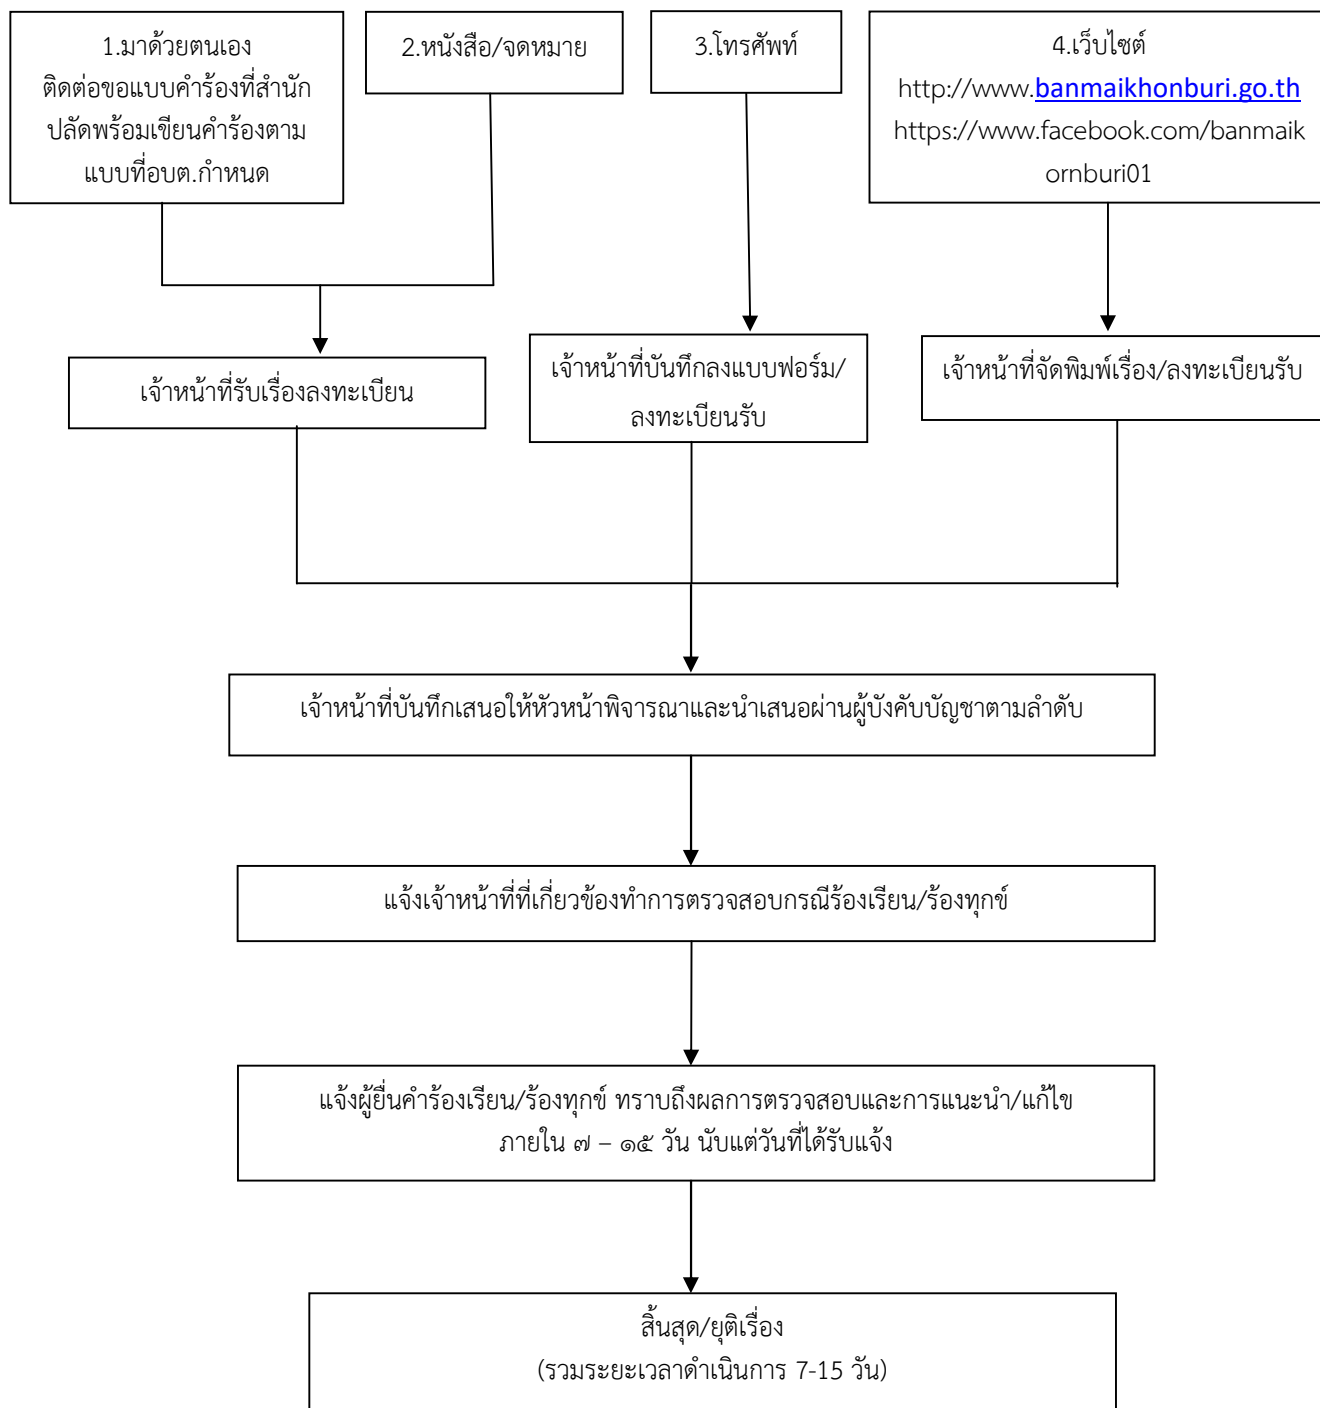 1.มาด้วยตนเอง
ติดต่อขอแบบคำร้องที่สำนัก
ปลัดพร้อมเขียนคำร้องตาม
แบบที่อบต.กำหนด
2.หนังสือ/จดหมาย
3.โทรศัพท์
4.เว็บไซต์
http://www.banmaikhonburi.go.th
https://www.facebook.com/banmaik
ornburi01
เจ้าหน้าที่รับเรื่องลงทะเบียน
เจ้าหน้าที่บันทึกลงแบบฟอร์ม/
ลงทะเบียนรับ
เจ้าหน้าที่จัดพิมพ์เรื่อง/ลงทะเบียนรับ
เจ้าหน้าที่บันทึกเสนอให้หัวหน้าพิจารณาและนำเสนอผ่านผู้บังคับบัญชาตามลำดับ
แจ้งเจ้าหน้าที่ที่เกี่ยวข้องทำการตรวจสอบกรณีร้องเรียน/ร้องทุกข์
แจ้งผู้ยื่นคำร้องเรียน/ร้องทุกข์ ทราบถึงผลการตรวจสอบและการแนะนำ/แก้ไข
ภายใน ๗ – ๑๕ วัน นับแต่วันที่ได้รับแจ้ง
สิ้นสุด/ยุติเรื่อง
(รวมระยะเวลาดำเนินการ 7-15 วัน)